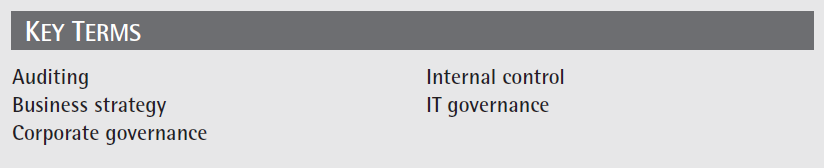 KEY TERMS
Auditing
Business strategy
Corporate governance
Internal control
IT governance